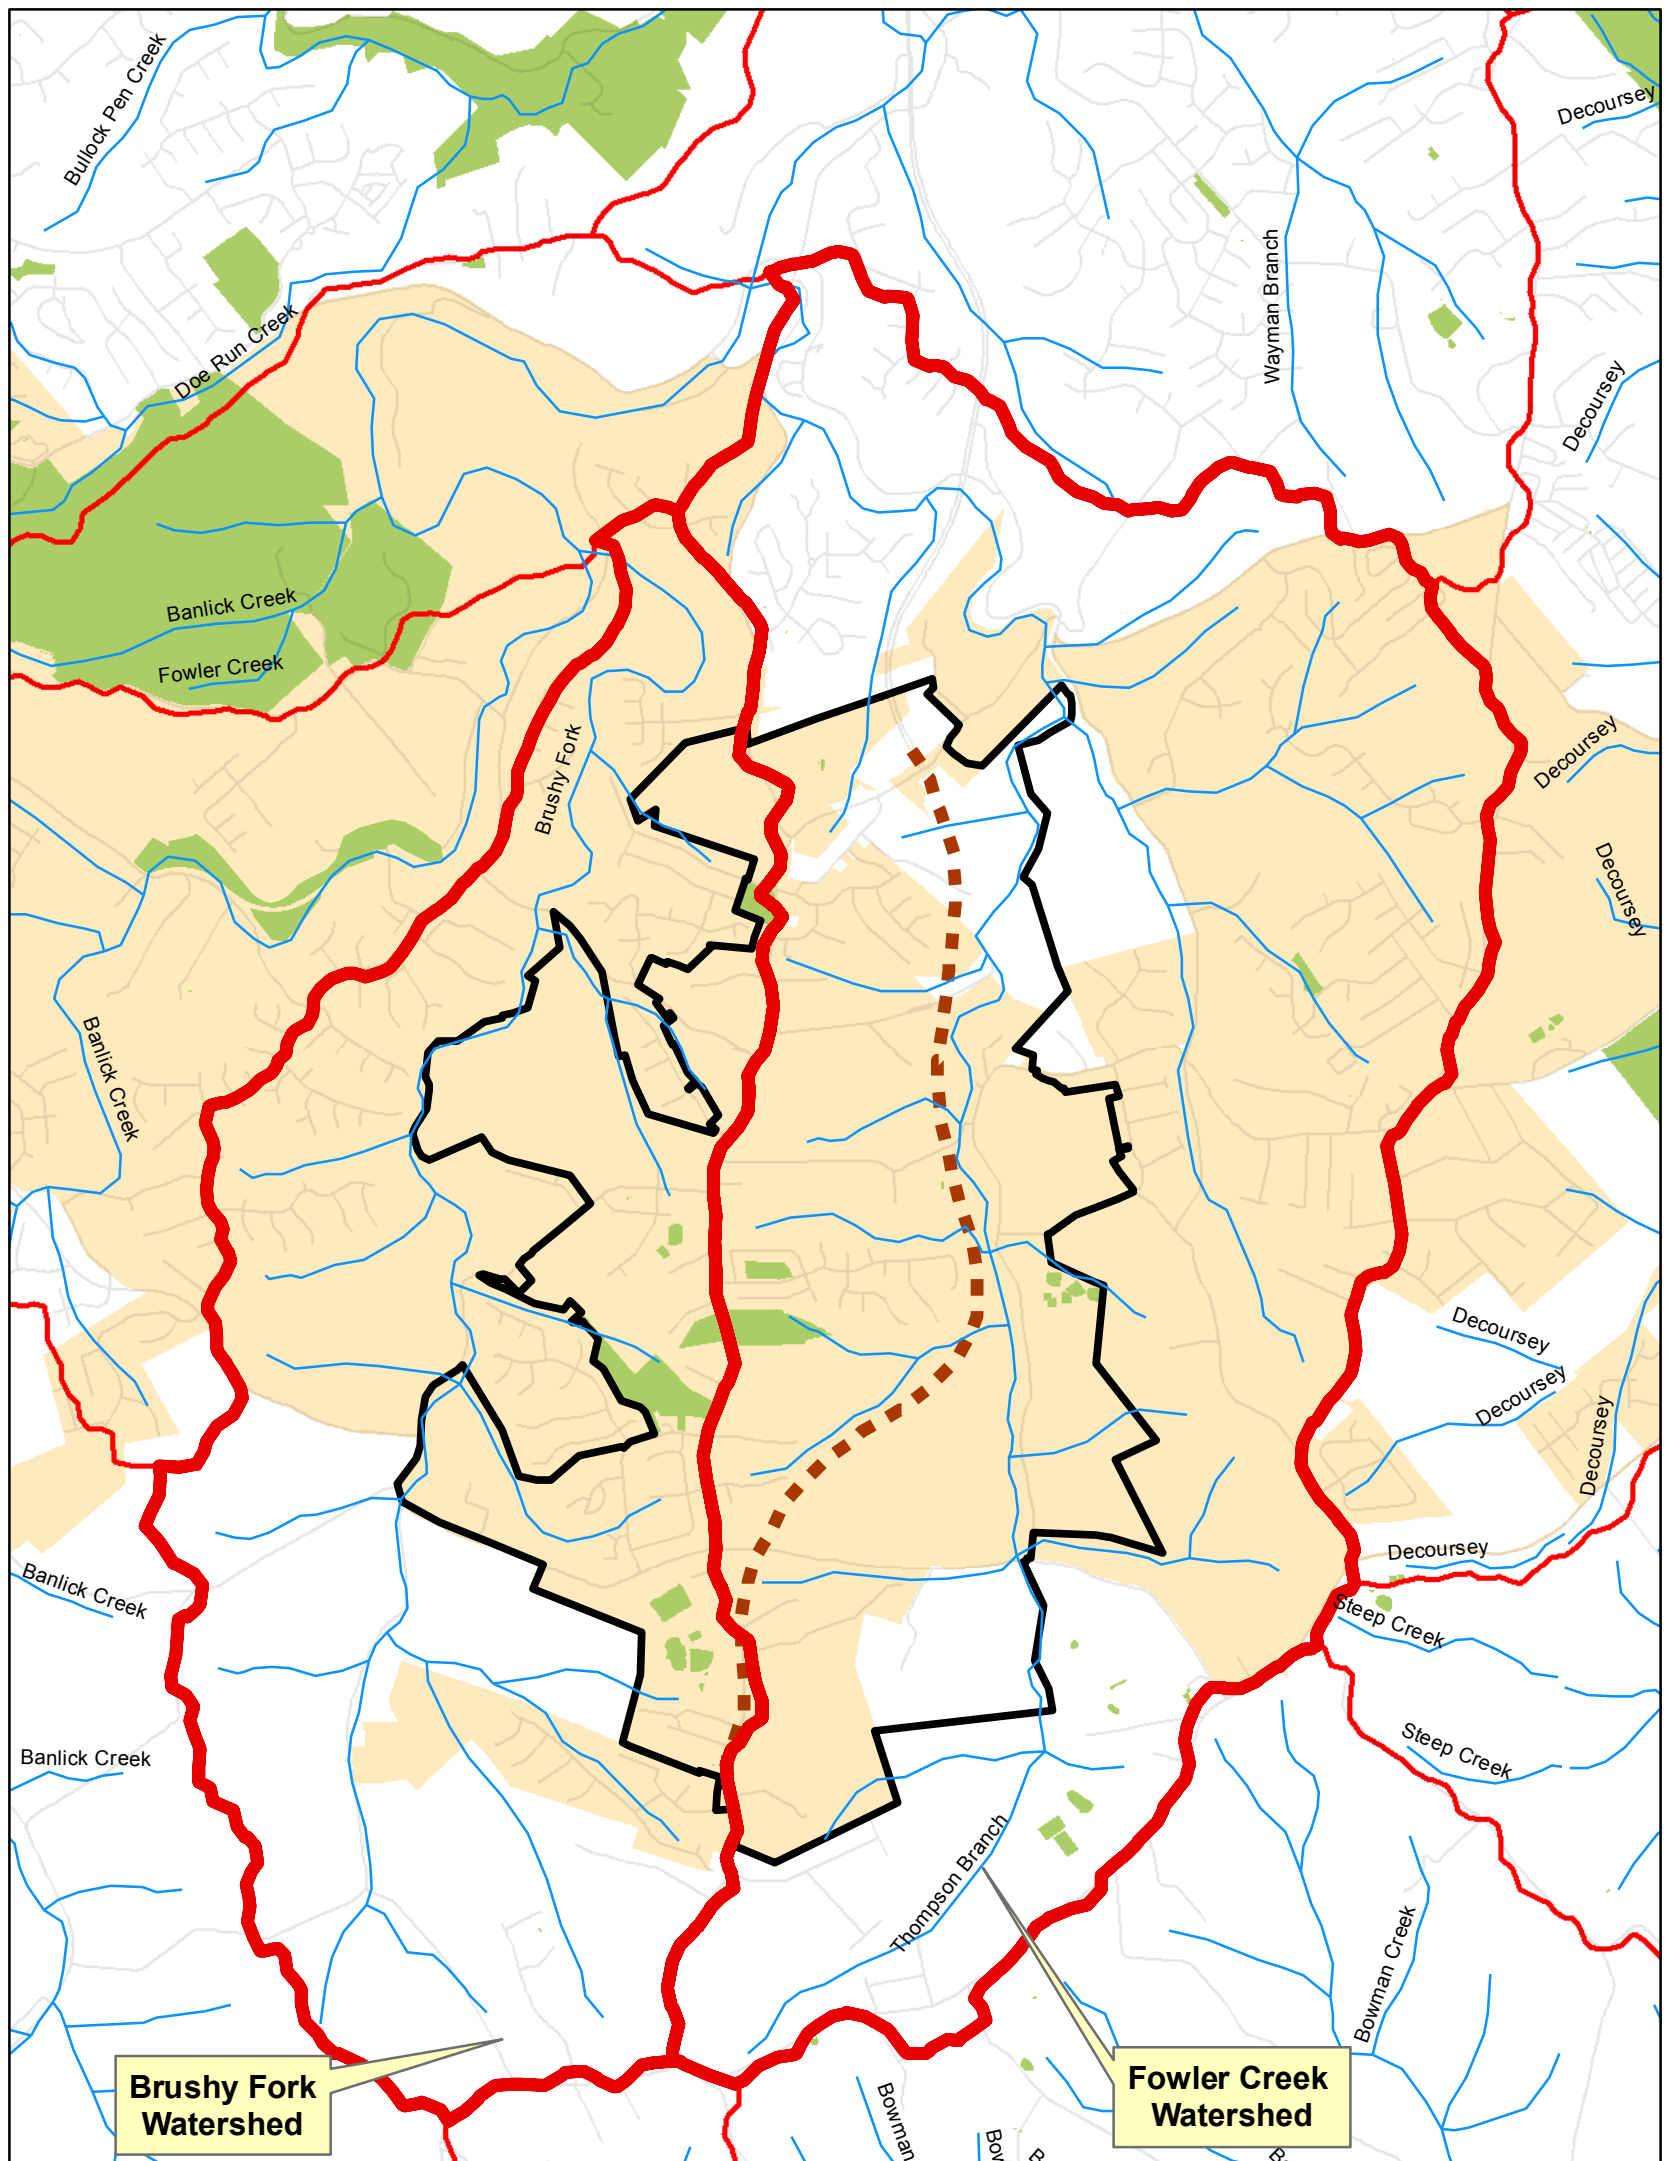 Bullock Pen Creek
Decoursey
Wayman Branch
Doe Run Creek
Decoursey
Banlick Creek
Fowler Creek
Brushy Fork
Decoursey
Decoursey
Banlick Creek
Decoursey
Decoursey
Decoursey
Decoursey
Banlick Creek
Steep Creek
Steep Creek
Banlick Creek
Thompson Branch
Bowman Creek
Brushy Fork
Watershed
Fowler Creek
Watershed
Bowman